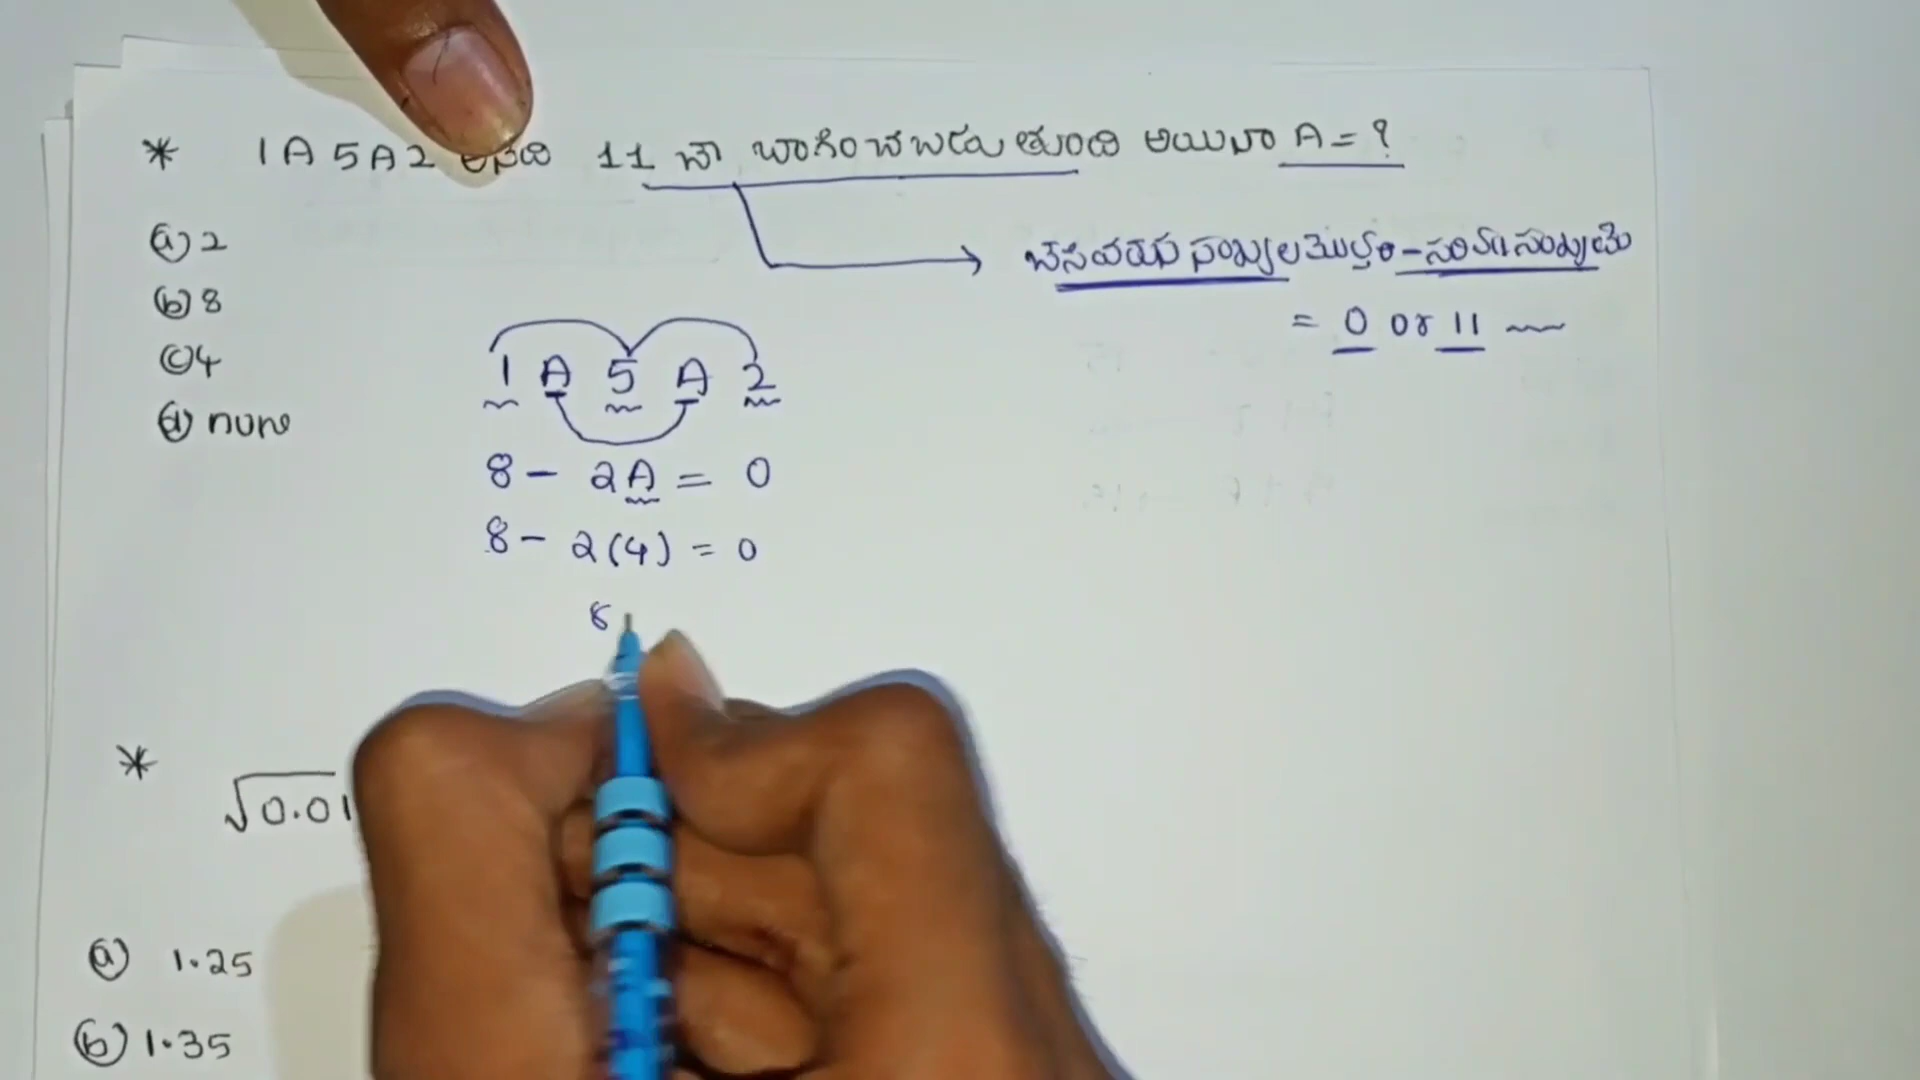 * 1A5A2 అనేది 11 చా బాగించబడుతుంది అయినా A = ?
బేసవరుస సంఖ్యల మొత్తం - సరి
= 0 or 11
(a) 2
(b) 8
(c) 4
(d) none
1 A 5 A 2
8 - 2A = 0
8 - 2(4) = 0
8
*
√0.01
(a) 1.25
(b) 1.35